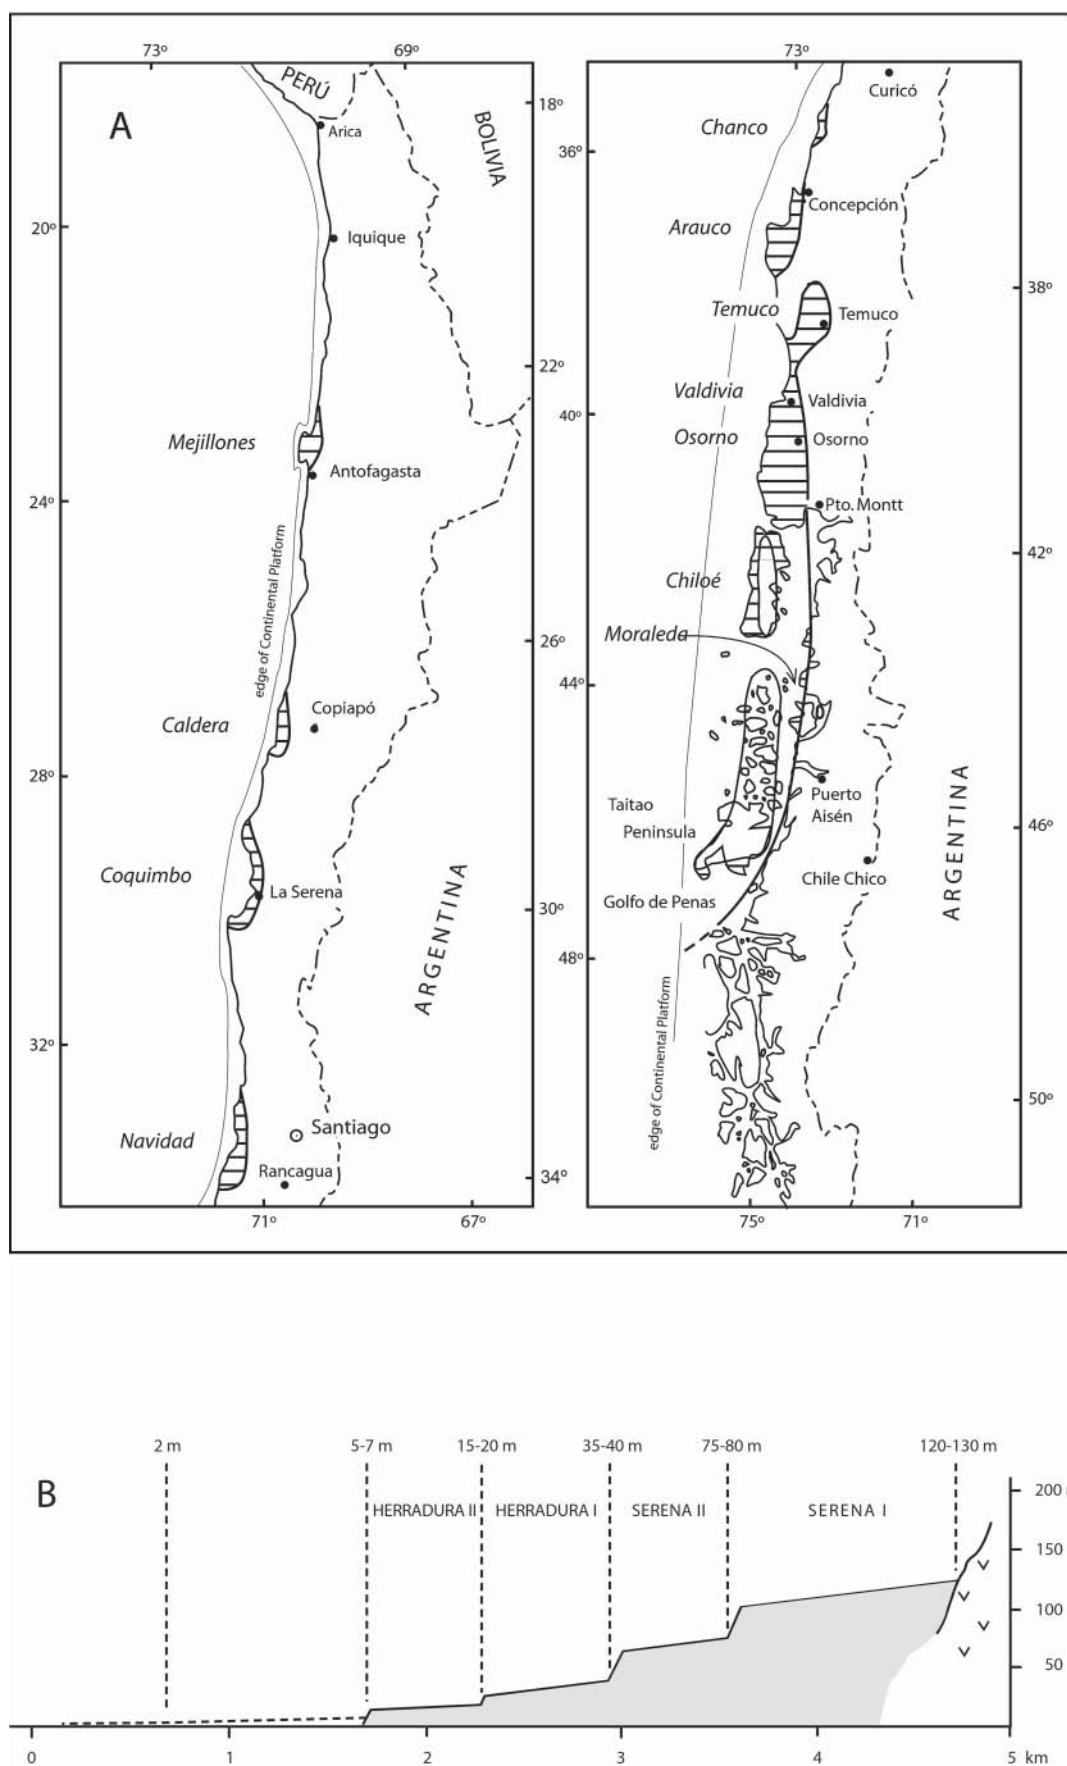 73º
69º
A
PERÚ
18º
BOLIVIA
Arica
20º
Iquique
22º
Mejillones
Antofagasta
24º
edge of Continental Platform
26º
Caldera
Copiapó
28º
Coquimbo
La Serena
30º
ARGENTINA
32º
Santiago
Navidad
Rancagua
34º
71º
67º
73º
Curicó
Chanco
36º
Concepción
Arauco
38º
Temuco
Temuco
Valdivia
Valdivia
40º
Osorno
Osorno
Pto. Montt
42º
Chiloé
Moraleda
44º
Taitao
Peninsula
Puerto
Aisén
46º
ARGENTINA
Chile Chico
Golfo de Penas
48º
edge of Continental Platform
50º
75º
71º
2 m
5-7 m
15-20 m
35-40 m
75-80 m
120-130 m
B
HERRADURA II
HERRADURA I
SERENA II
SERENA I
200
150
100
50
0
1
2
3
4
5 km